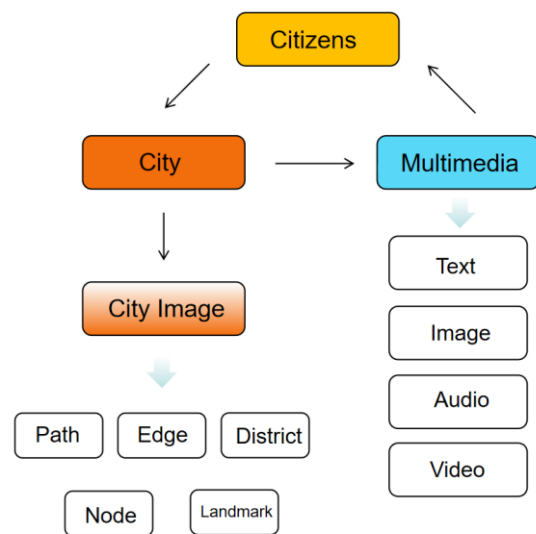 Citizens
City
Multimedia
City Image
Text
Image
Audio
Video
Path
Edge
District
Node
Landmark